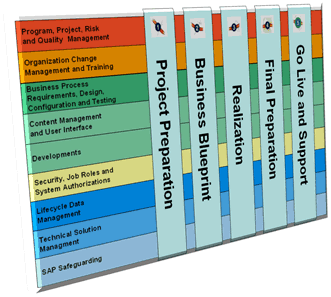 Program, Project, Risk
and Quality Management
Organization Change
Management and Training
Business Process
Requirements, Design,
Configuration and Testing
Content Management
and User Interface
Developments
Security, Job Roles and
System Authorizations
Lifecycle Data
Management
Technical Solution
Managment
SAP Safeguarding
Project Preparation
Business Blueprint
Realization
Final Preparation
Go Live and Support